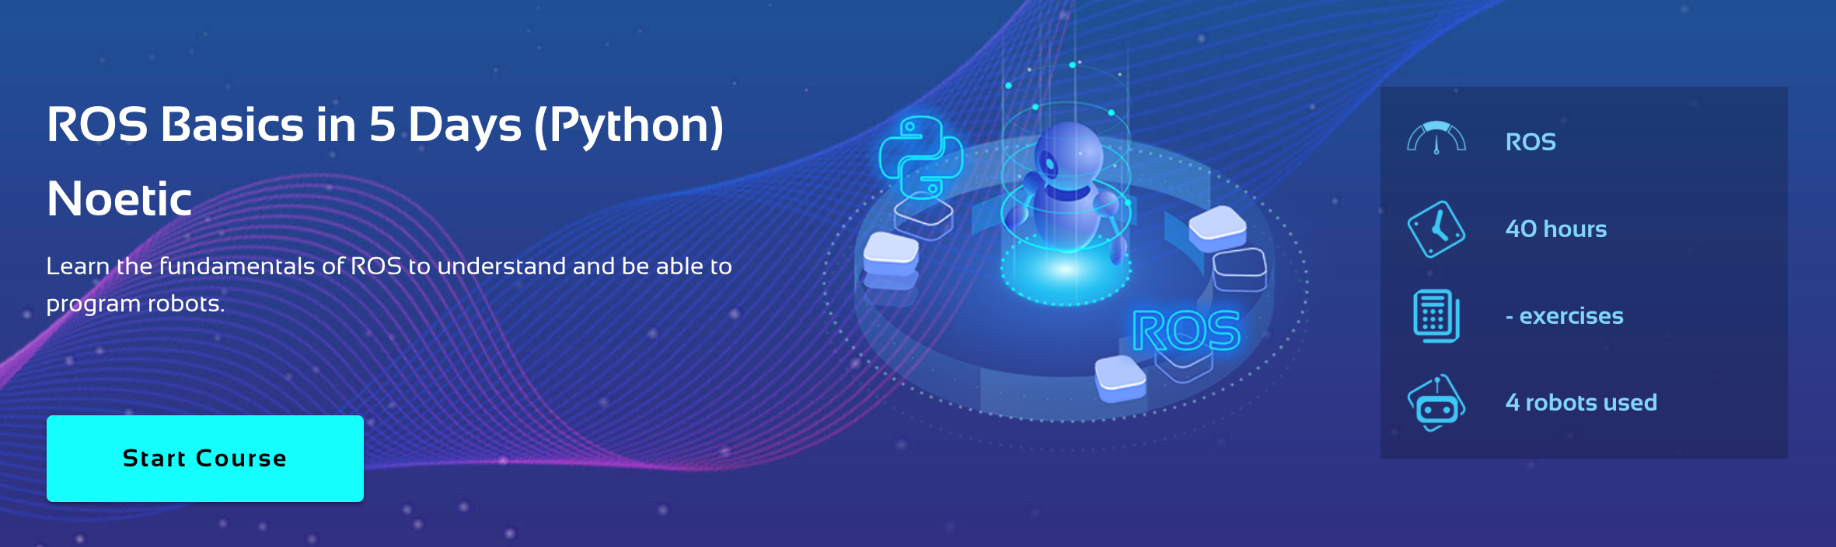 ROS Basics in 5 Days (Python)
Noetic
Learn the fundamentals of ROS to understand and be able to
program robots.
Start Course
ROS
ROS
40 hours
- exercises
4 robots used